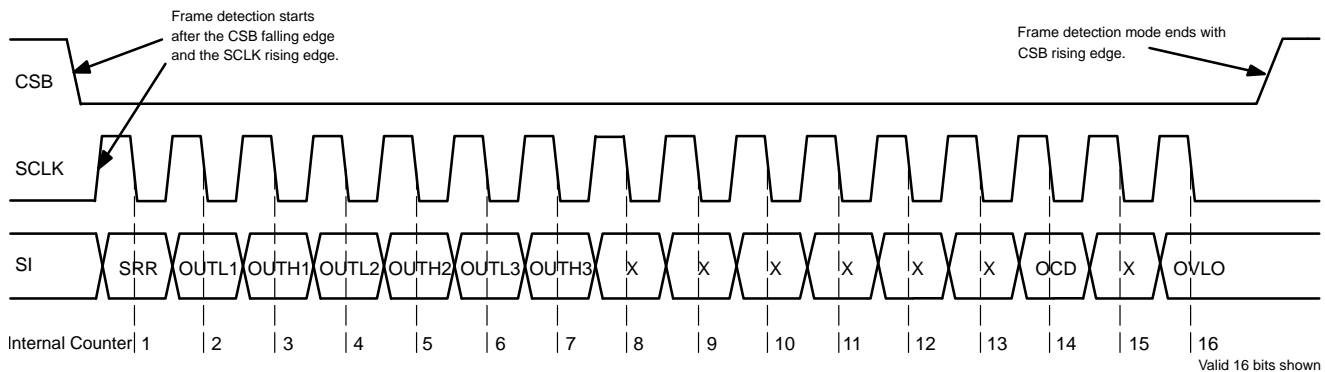 Frame detection starts
after the CSB falling edge
and the SCLK rising edge.
Frame detection mode ends with
CSB rising edge.
CSB
SCLK
SI SRR OUTL1 OUTH1 OUTL2 OUTH2 OUTL3 OUTH3 X X X X X X OCD X OVLO
Internal Counter 1 2 3 4 5 6 7 8 9 10 11 12 13 14 15 16
Valid 16 bits shown